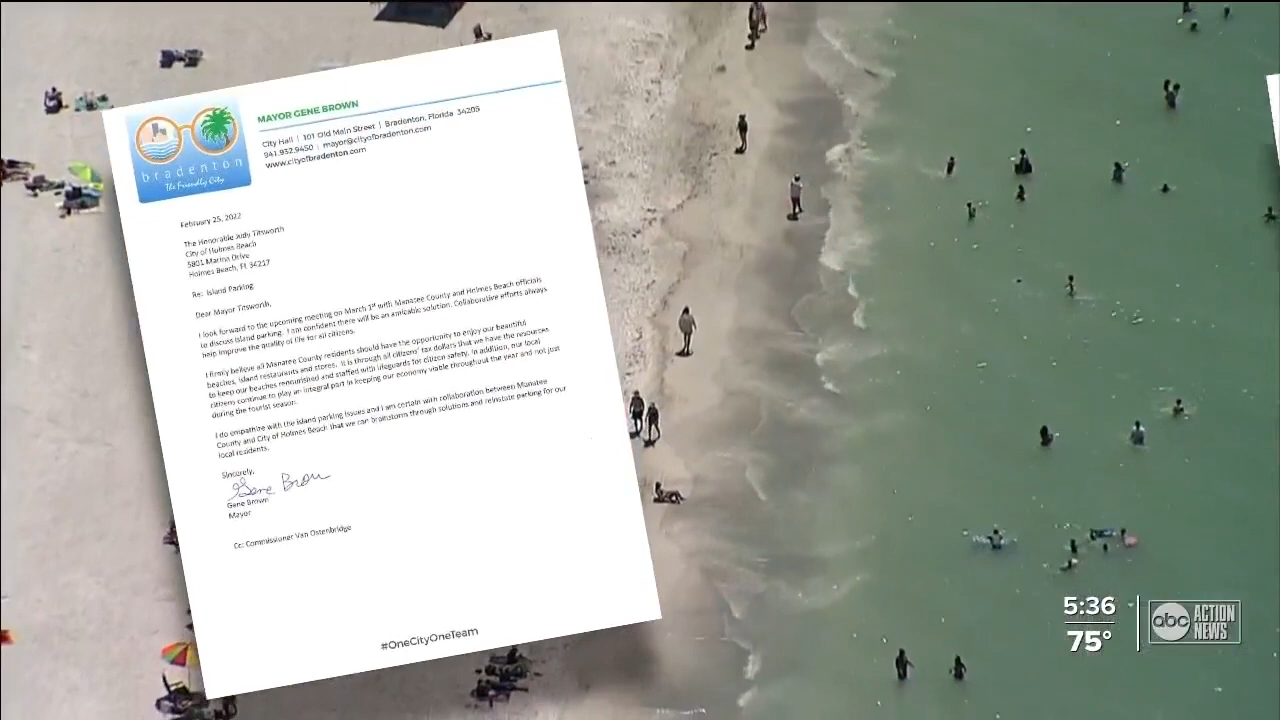 bradenton
The Friendly City
MAYOR GENE BROWN
City Hall | 101 Old Main Street | Bradenton, Florida 34205
941.932.9450 | mayor@cityofbradenton.com
www.cityofbradenton.com
February 25, 2022
The Honorable Judy Titsworth
City of Holmes Beach
5801 Marina Drive
Holmes Beach, Fl 34217
Re: Island Parking
Dear Mayor Titsworth,
I look forward to the upcoming meeting on March 1st with Manatee County and Holmes Beach officials
to discuss island parking. I am confident there will be an amicable solution. Collaborative efforts always
help improve the quality of life for all citizens.
I firmly believe all Manatee County residents should have the opportunity to enjoy our beautiful
beaches, island restaurants and stores. It is through all citizens' tax dollars that we have the resources
to keep our beaches renourished and staffed with lifeguards for citizen safety. In addition, our local
citizens continue to play an integral part in keeping our economy viable throughout the year and not just
during the tourist season.
I do empathize with the island parking issues and I am certain with collaboration between Manatee
County and City of Holmes Beach that we can brainstorm through solutions and reinstate parking for our
local residents.
Sincerely,
Gene Brown
Gene Brown
Mayor
Cc: Commissioner Van Ostenbridge
#OneCityOneTeam
5:36
75°
abc
ACTION
NEWS